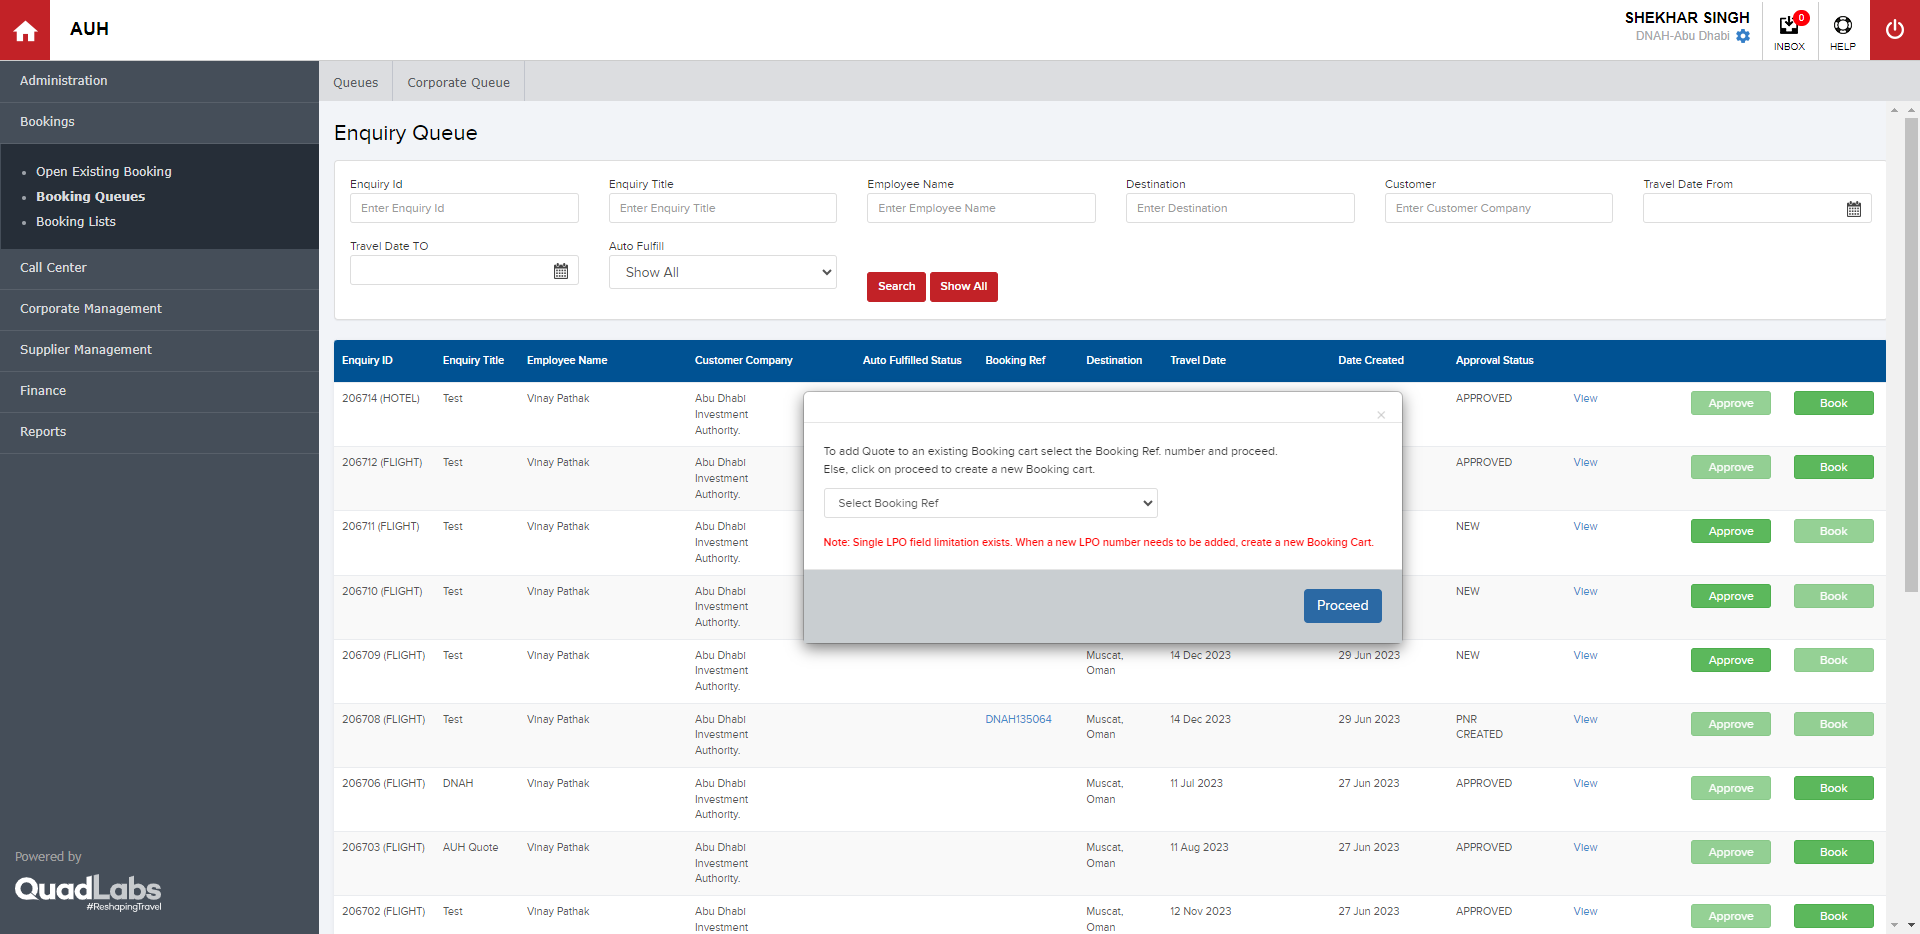 AUH
SHEKHAR SINGH
DNAH-Abu Dhabi
0
INBOX
HELP
Administration
Bookings
Open Existing Booking
Booking Queues
Booking Lists
Call Center
Corporate Management
Supplier Management
Finance
Reports
Powered by
QuadLabs
#ReshapingTravel
Queues
Corporate Queue
Enquiry Queue
Enquiry Id
Enquiry Title
Employee Name
Destination
Customer
Travel Date From
Enter Enquiry Id
Enter Enquiry Title
Enter Employee Name
Enter Destination
Enter Customer Company
Travel Date TO
Auto Fulfill
Show All
Search
Show All
Enquiry ID Enquiry Title Employee Name Customer Company Auto Fulfilled Status Booking Ref Destination Travel Date Date Created Approval Status
206714 (HOTEL) Test Vinay Pathak Abu Dhabi APPROVED View Approve Book
Investment
Authority.
206712 (FLIGHT) Test Vinay Pathak Abu Dhabi APPROVED View Approve Book
Investment
Authority.
206711 (FLIGHT) Test Vinay Pathak Abu Dhabi NEW View Approve Book
Investment
Authority.
206710 (FLIGHT) Test Vinay Pathak Abu Dhabi NEW View Approve Book
Investment
Authority.
×
To add Quote to an existing Booking cart select the Booking Ref. number and proceed.
Else, click on proceed to create a new Booking cart.
Select Booking Ref
Note: Single LPO field limitation exists. When a new LPO number needs to be added, create a new Booking Cart.
Proceed
206709 (FLIGHT) Test Vinay Pathak Abu Dhabi Muscat, 14 Dec 2023 29 Jun 2023 NEW View Approve Book
Investment Oman
Authority.
206708 (FLIGHT) Test Vinay Pathak Abu Dhabi DNAH135064 Muscat, 14 Dec 2023 29 Jun 2023 PNR View Approve Book
Investment Oman CREATED
Authority.
206706 (FLIGHT) DNAH Vinay Pathak Abu Dhabi Muscat, 11 Jul 2023 27 Jun 2023 APPROVED View Approve Book
Investment Oman
Authority.
206703 (FLIGHT) AUH Quote Vinay Pathak Abu Dhabi Muscat, 11 Aug 2023 27 Jun 2023 APPROVED View Approve Book
Investment Oman
Authority.
206702 (FLIGHT) Test Vinay Pathak Abu Dhabi Muscat, 12 Nov 2023 27 Jun 2023 APPROVED View Approve Book
Investment Oman